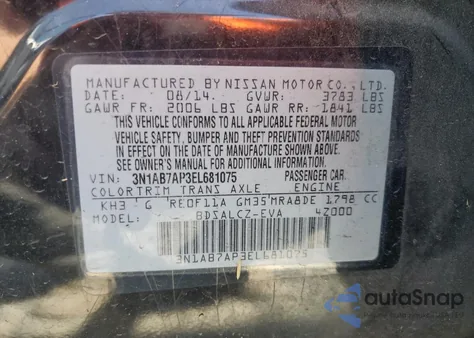 MANUFACTURED BY NISSAN MOTOR CO., LTD.
DATE: 08/14. GVWR: 3783 LBS
GAWR FR: 2006 LBS GAWR RR: 1841 LBS
THIS VEHICLE CONFORMS TO ALL APPLICABLE FEDERAL MOTOR
VEHICLE SAFETY, BUMPER AND THEFT PREVENTION STANDARDS
IN EFFECT ON THE DATE OF MANUFACTURE SHOWN ABOVE.
SEE OWNER'S MANUAL FOR ADDITIONAL INFORMATION.
VIN: 3N1AB7AP3EL681075 PASSENGER CAR
COLOR TRIM TRANS AXLE ENGINE
KH3 G RE0F11A GM35 MRA8DE 1798 CC
MODEL: BDSALCZ-EVA 4Z000
3N1AB7AP3EL681075
autoSnap